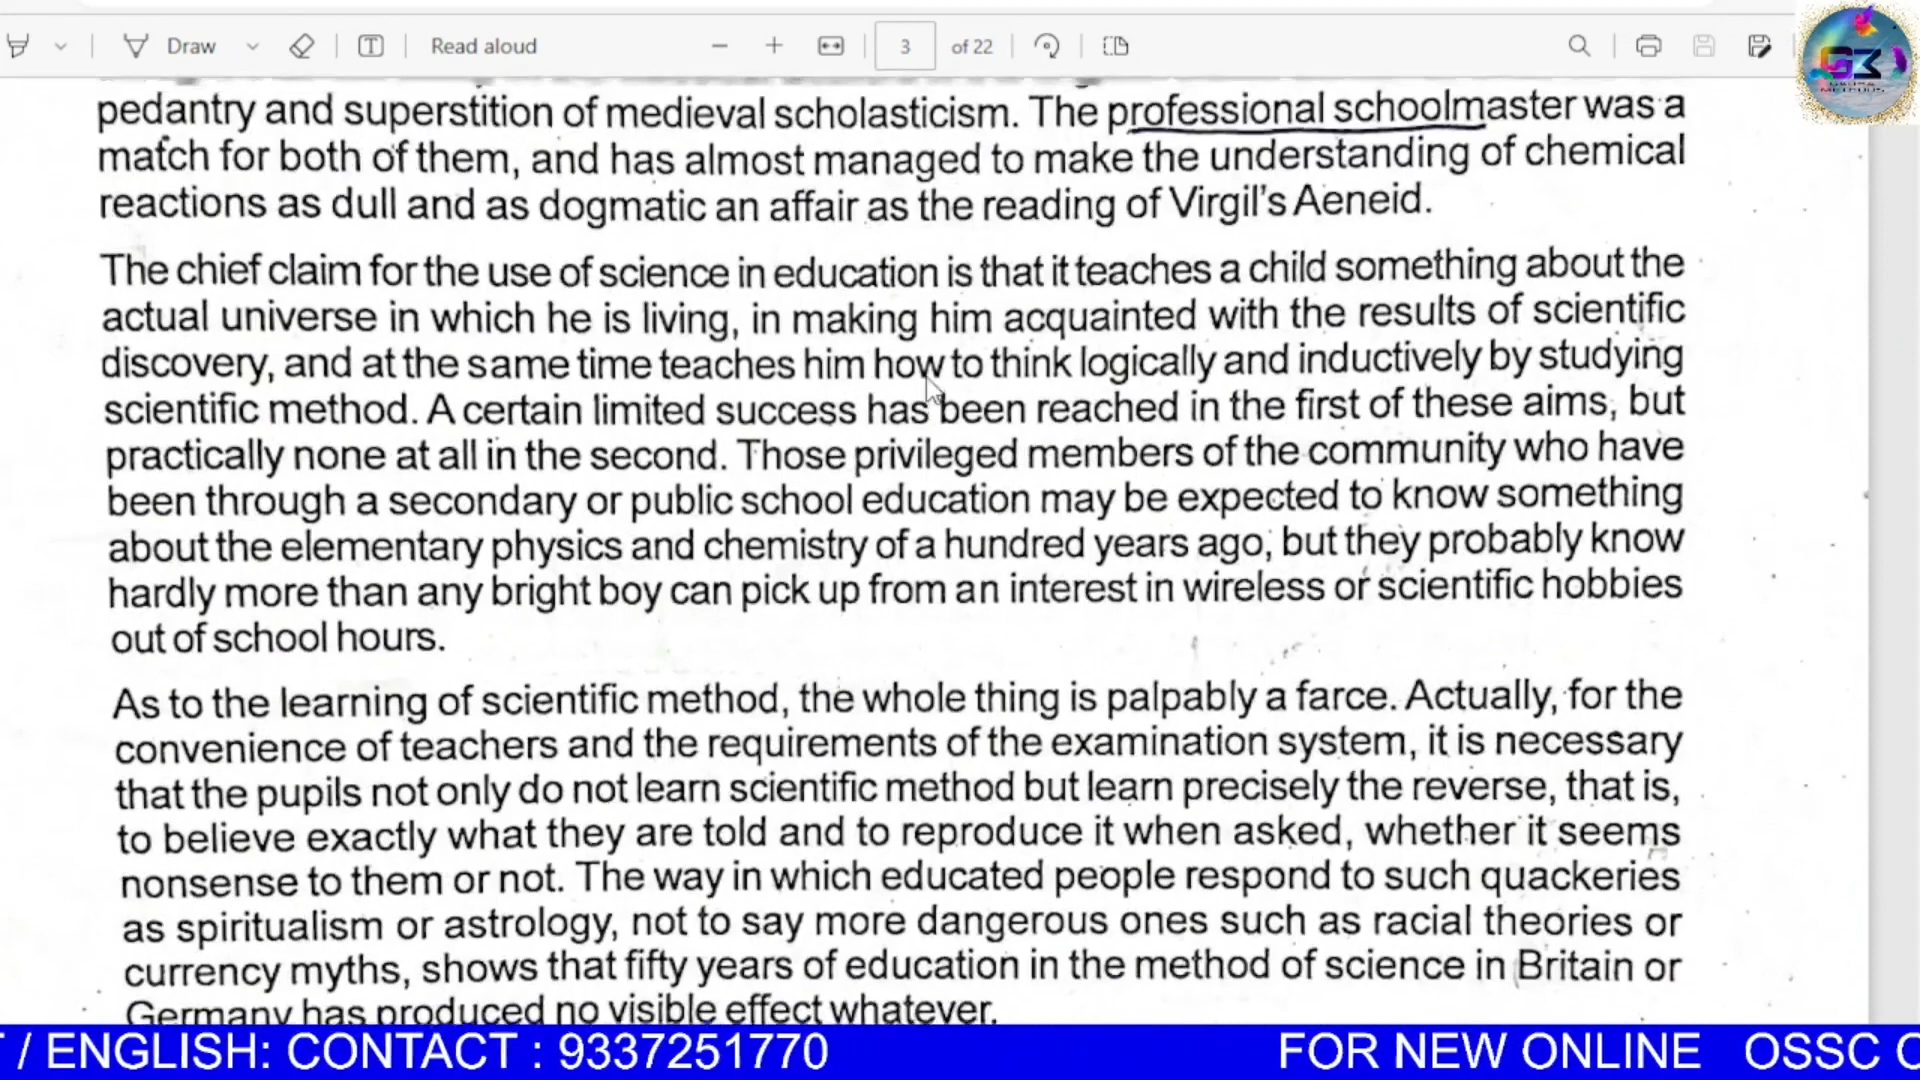 Draw Read aloud 3 of 22
pedantry and superstition of medieval scholasticism. The professional schoolmaster was a
match for both of them, and has almost managed to make the understanding of chemical
reactions as dull and as dogmatic an affair as the reading of Virgil's Aeneid.
The chief claim for the use of science in education is that it teaches a child something about the
actual universe in which he is living, in making him acquainted with the results of scientific
discovery, and at the same time teaches him how to think logically and inductively by studying
scientific method. A certain limited success has been reached in the first of these aims, but
practically none at all in the second. Those privileged members of the community who have
been through a secondary or public school education may be expected to know something
about the elementary physics and chemistry of a hundred years ago, but they probably know
hardly more than any bright boy can pick up from an interest in wireless or scientific hobbies
out of school hours.
As to the learning of scientific method, the whole thing is palpably a farce. Actually, for the
convenience of teachers and the requirements of the examination system, it is necessary
that the pupils not only do not learn scientific method but learn precisely the reverse, that is,
to believe exactly what they are told and to reproduce it when asked, whether it seems
nonsense to them or not. The way in which educated people respond to such quackeries
as spiritualism or astrology, not to say more dangerous ones such as racial theories or
currency myths, shows that fifty years of education in the method of science in Britain or
Germany has produced no visible effect whatever.
/ ENGLISH: CONTACT : 9337251770 FOR NEW ONLINE OSSC